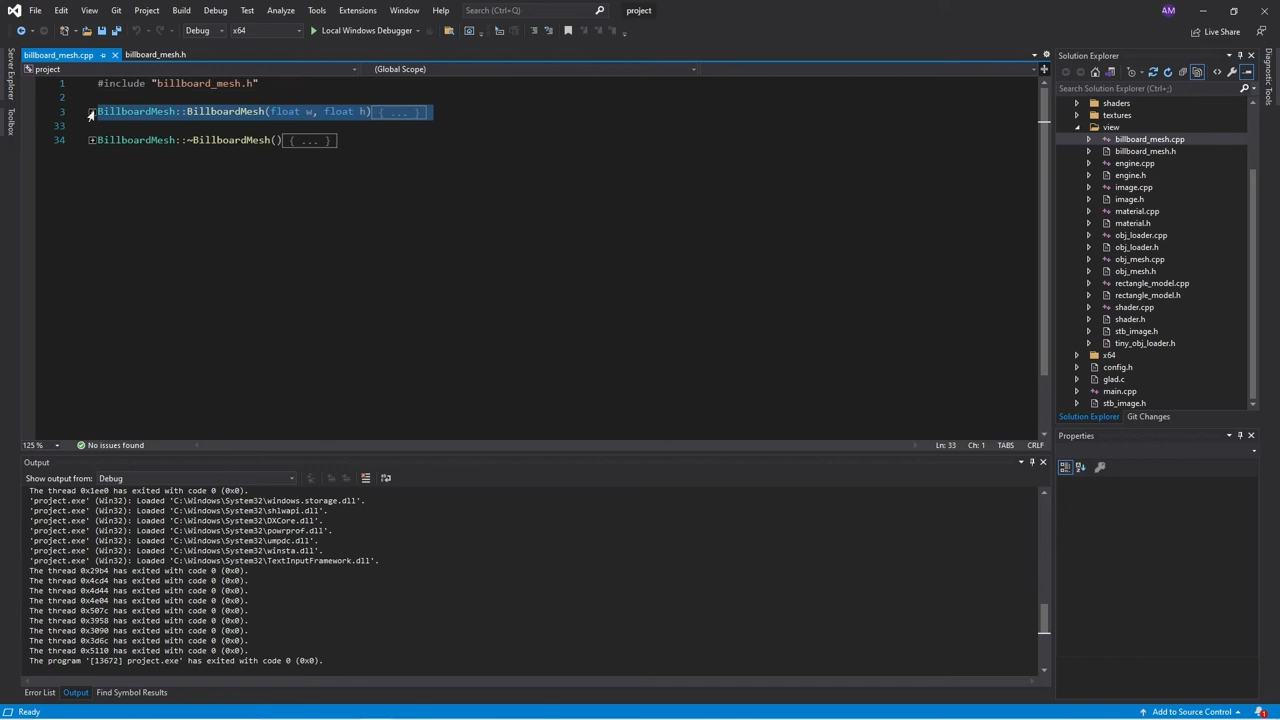 File Edit View Git Project Build Debug Test Analyze Tools Extensions Window Help Search (Ctrl+Q) project AM
Debug x64 Local Windows Debugger Live Share
billboard_mesh.cpp billboard_mesh.h
project (Global Scope)
1 #include "billboard_mesh.h"
2
3 BillboardMesh::BillboardMesh(float w, float h){ ... }
33
34 BillboardMesh::~BillboardMesh(){ ... }
125 % No issues found Ln: 33 Ch: 1 TABS CRLF
Server Explorer
Toolbox
Output
Show output from: Debug
The thread 0x1ee0 has exited with code 0 (0x0).
'project.exe' (Win32): Loaded 'C:\Windows\System32\windows.storage.dll'.
'project.exe' (Win32): Loaded 'C:\Windows\System32\shlwapi.dll'.
'project.exe' (Win32): Loaded 'C:\Windows\System32\DXCore.dll'.
'project.exe' (Win32): Loaded 'C:\Windows\System32\powrprof.dll'.
'project.exe' (Win32): Loaded 'C:\Windows\System32\umpdc.dll'.
'project.exe' (Win32): Loaded 'C:\Windows\System32\winsta.dll'.
'project.exe' (Win32): Loaded 'C:\Windows\System32\TextInputFramework.dll'.
The thread 0x29b4 has exited with code 0 (0x0).
The thread 0x4cd4 has exited with code 0 (0x0).
The thread 0x4d44 has exited with code 0 (0x0).
The thread 0x4e04 has exited with code 0 (0x0).
The thread 0x507c has exited with code 0 (0x0).
The thread 0x3958 has exited with code 0 (0x0).
The thread 0x3090 has exited with code 0 (0x0).
The thread 0x3d6c has exited with code 0 (0x0).
The thread 0x5110 has exited with code 0 (0x0).
The program '[13672] project.exe' has exited with code 0 (0x0).
Error List Output Find Symbol Results
Solution Explorer
Search Solution Explorer (Ctrl+;)
shaders
textures
view
billboard_mesh.cpp
billboard_mesh.h
engine.cpp
engine.h
image.cpp
image.h
material.cpp
material.h
obj_loader.cpp
obj_loader.h
obj_mesh.cpp
obj_mesh.h
rectangle_model.cpp
rectangle_model.h
shader.cpp
shader.h
stb_image.h
tiny_obj_loader.h
x64
config.h
glad.c
main.cpp
stb_image.h
Solution Explorer Git Changes
Properties
Diagnostic Tools
Ready Add to Source Control 1